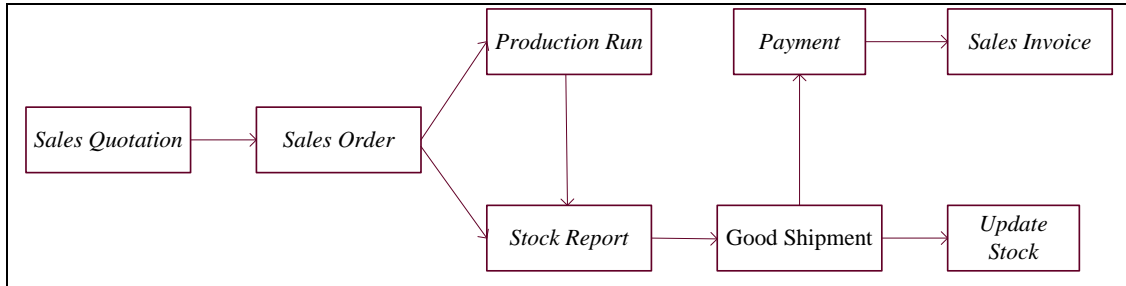 Production Run
Payment
Sales Invoice
Sales Quotation
Sales Order
Stock Report
Good Shipment
Update
Stock